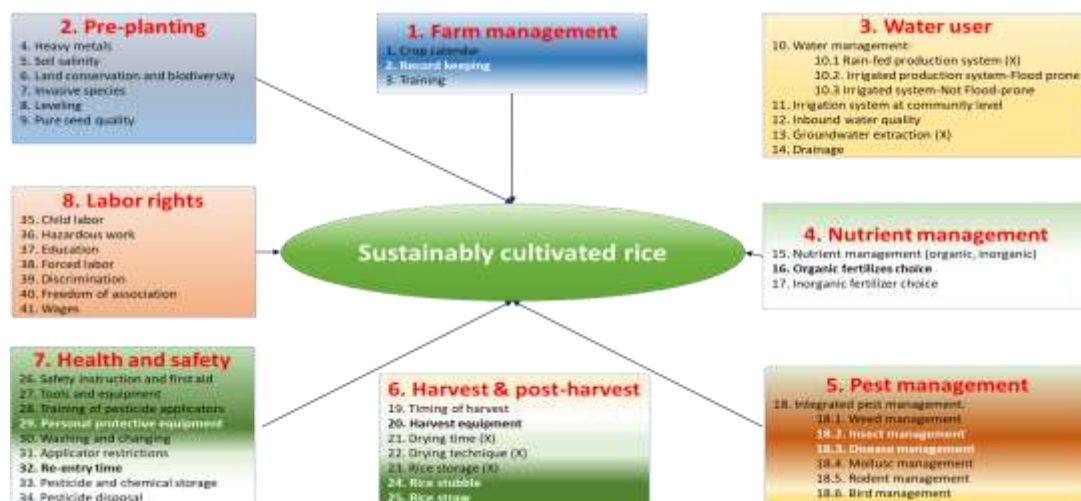 2. Pre-planting
4. Heavy metals
5. Soil salinity
6. Land conservation and biodiversity
7. Invasive species
8. Leveling
9. Pure seed quality
1. Farm management
1. Crop calendar
2. Record keeping
3. Training
3. Water user
10. Water management:
10.1 Rain-fed production system (X)
10.2. Irrigated production system-Flood prone
10.3 Irrigated system-Not Flood-prone
11. Irrigation system at community level
12. Inbound water quality
13. Groundwater extraction (X)
14. Drainage
8. Labor rights
35. Child labor
36. Hazardous work
37. Education
38. Forced labor
39. Discrimination
40. Freedom of association
41. Wages
Sustainably cultivated rice
4. Nutrient management
15. Nutrient management (organic, inorganic)
16. Organic fertilizes choice
17. Inorganic fertilizer choice
7. Health and safety
26. Safety instruction and first aid
27. Tools and equipment
28. Training of pesticide applicators
29. Personal protective equipment
30. Washing and changing
31. Applicator restrictions
32. Re-entry time
33. Pesticide and chemical storage
34. Pesticide disposal
6. Harvest & post-harvest
19. Timing of harvest
20. Harvest equipment
21. Drying time (X)
22. Drying technique (X)
23. Rice storage (X)
24. Rice stubble
25. Rice straw
5. Pest management
18. Integrated pest management:
18.1. Weed management
18.2. Insect management
18.3. Disease management
18.4. Mollusc management
18.5. Rodent management
18.6. Bird management